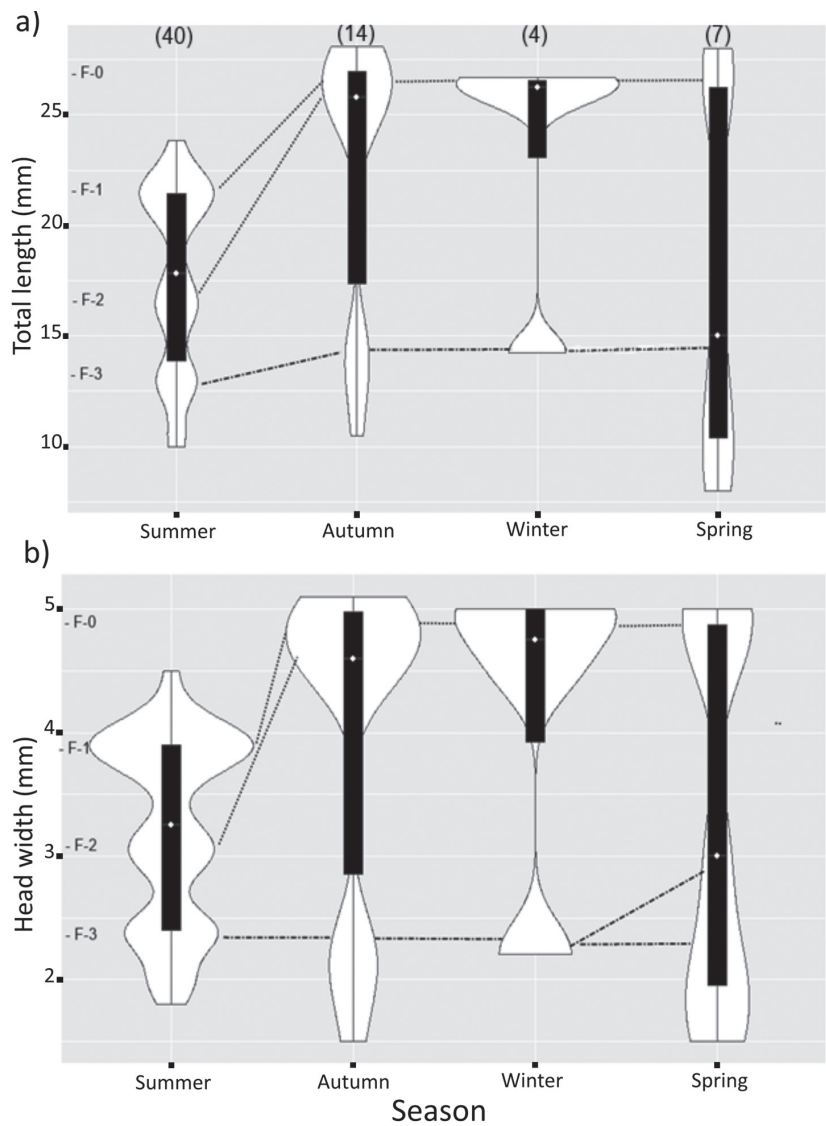 a)
(40) (14) (4) (7)
- F-0
25
- F-1
20
- F-2
15
- F-3
10
Total length (mm)
Summer Autumn Winter Spring
b)
5
- F-0
4
- F-1
3
- F-2
- F-3
2
Head width (mm)
Summer Autumn Winter Spring
Season